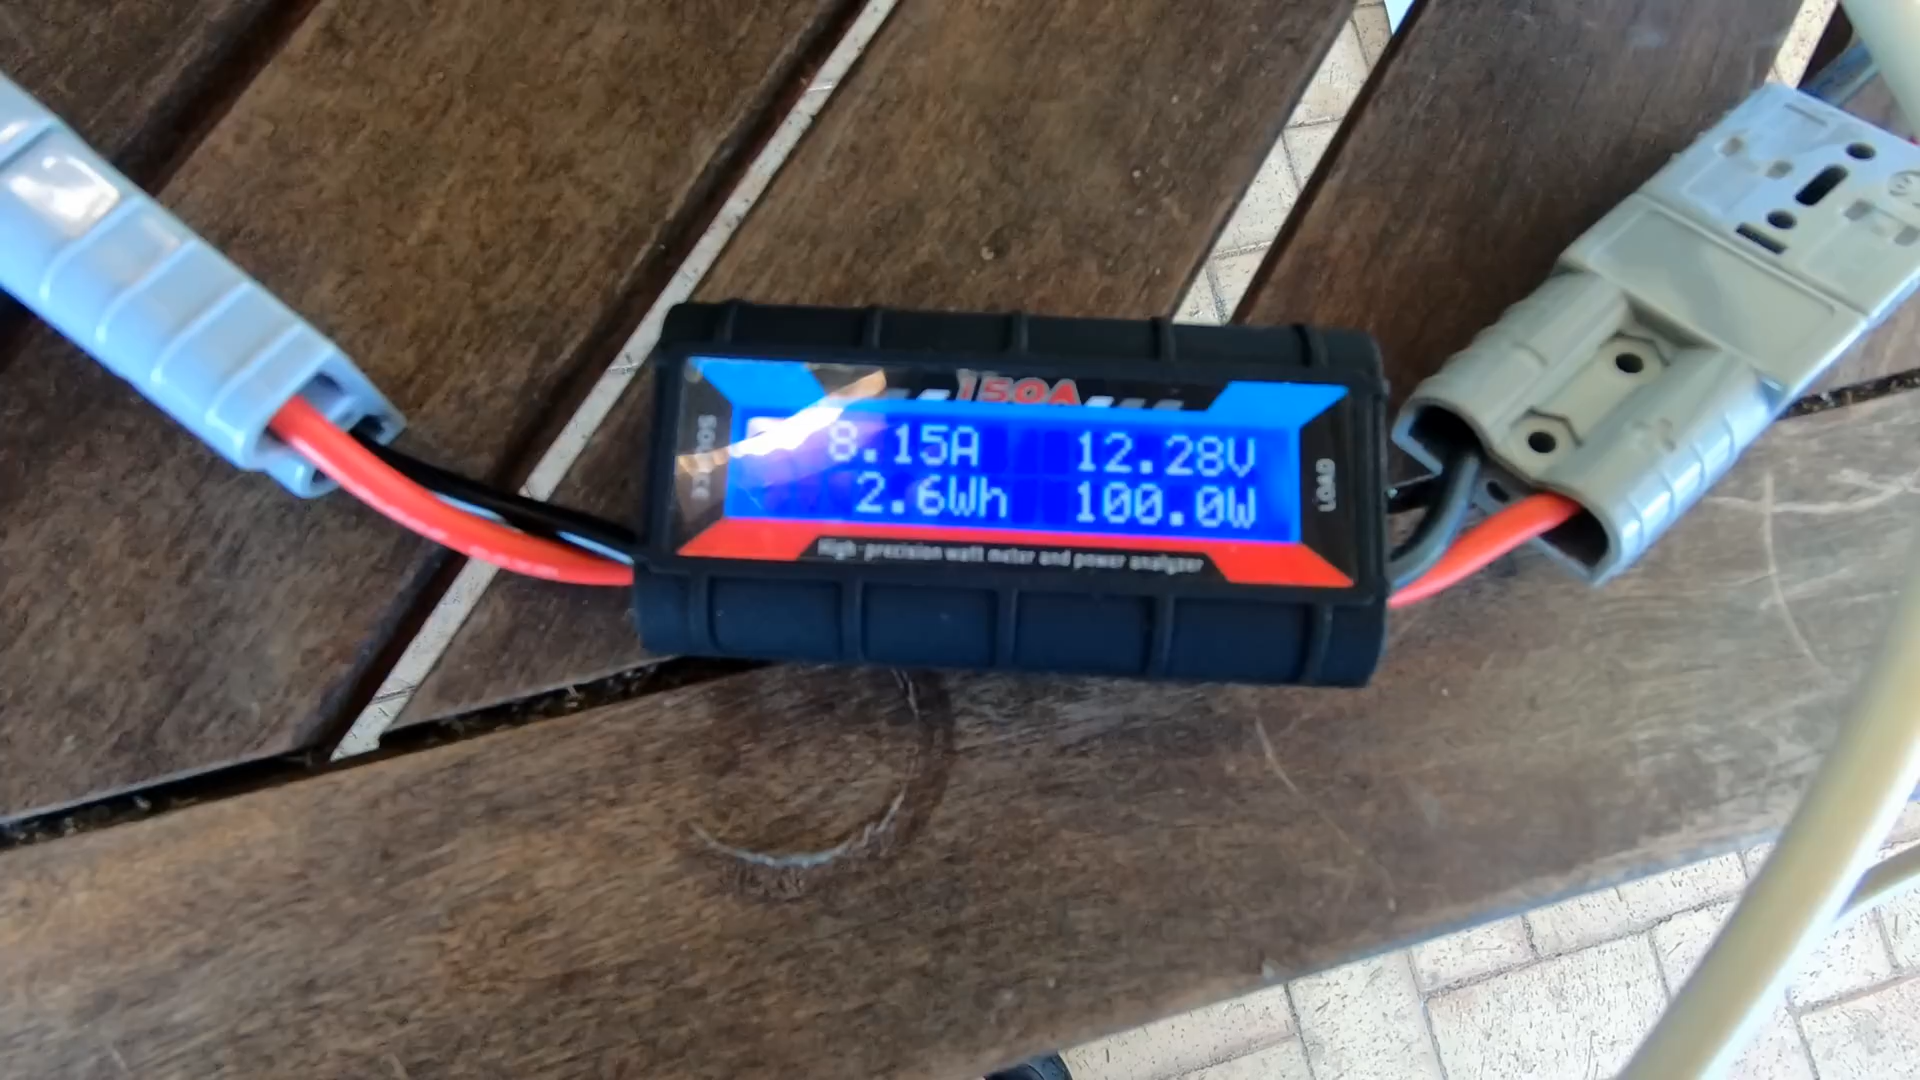 150A
SOURCE
8.15A 12.28V
2.6Wh 100.0W
LOAD
High-precision watt meter and power analyzer